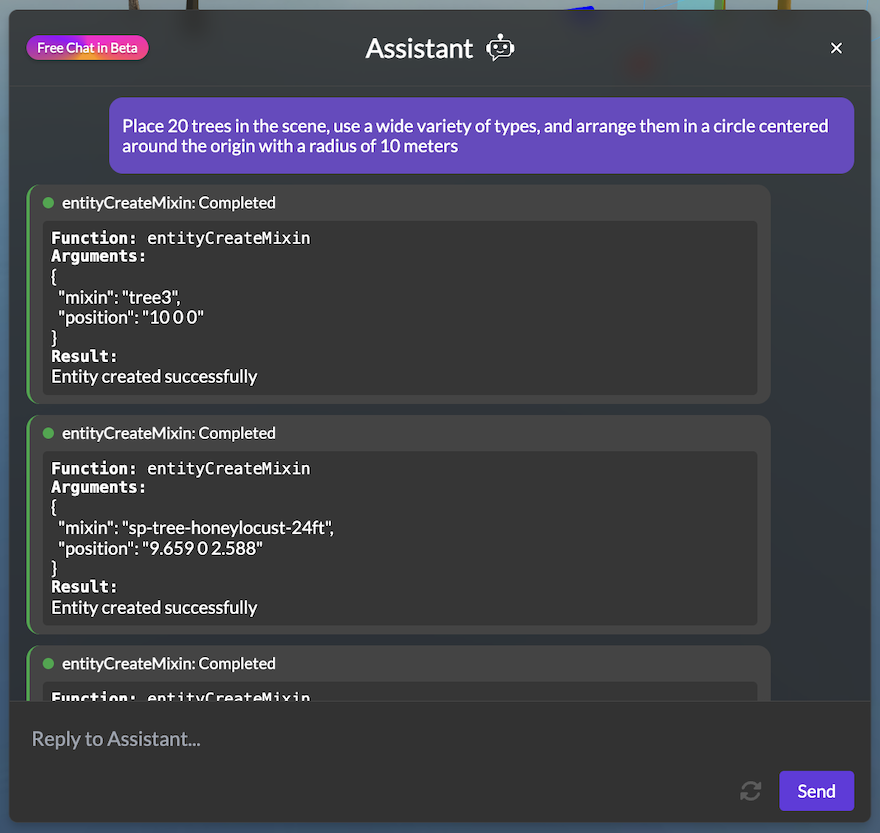 Free Chat in Beta
Assistant
Place 20 trees in the scene, use a wide variety of types, and arrange them in a circle centered
around the origin with a radius of 10 meters
entityCreateMixin: Completed
Function: entityCreateMixin
Arguments:
{
"mixin": "tree3",
"position": "10 0 0"
}
Result:
Entity created successfully
entityCreateMixin: Completed
Function: entityCreateMixin
Arguments:
{
"mixin": "sp-tree-honeylocust-24ft",
"position": "9.659 0 2.588"
}
Result:
Entity created successfully
entityCreateMixin: Completed
Function: entityCreateMixin
Reply to Assistant...
Send